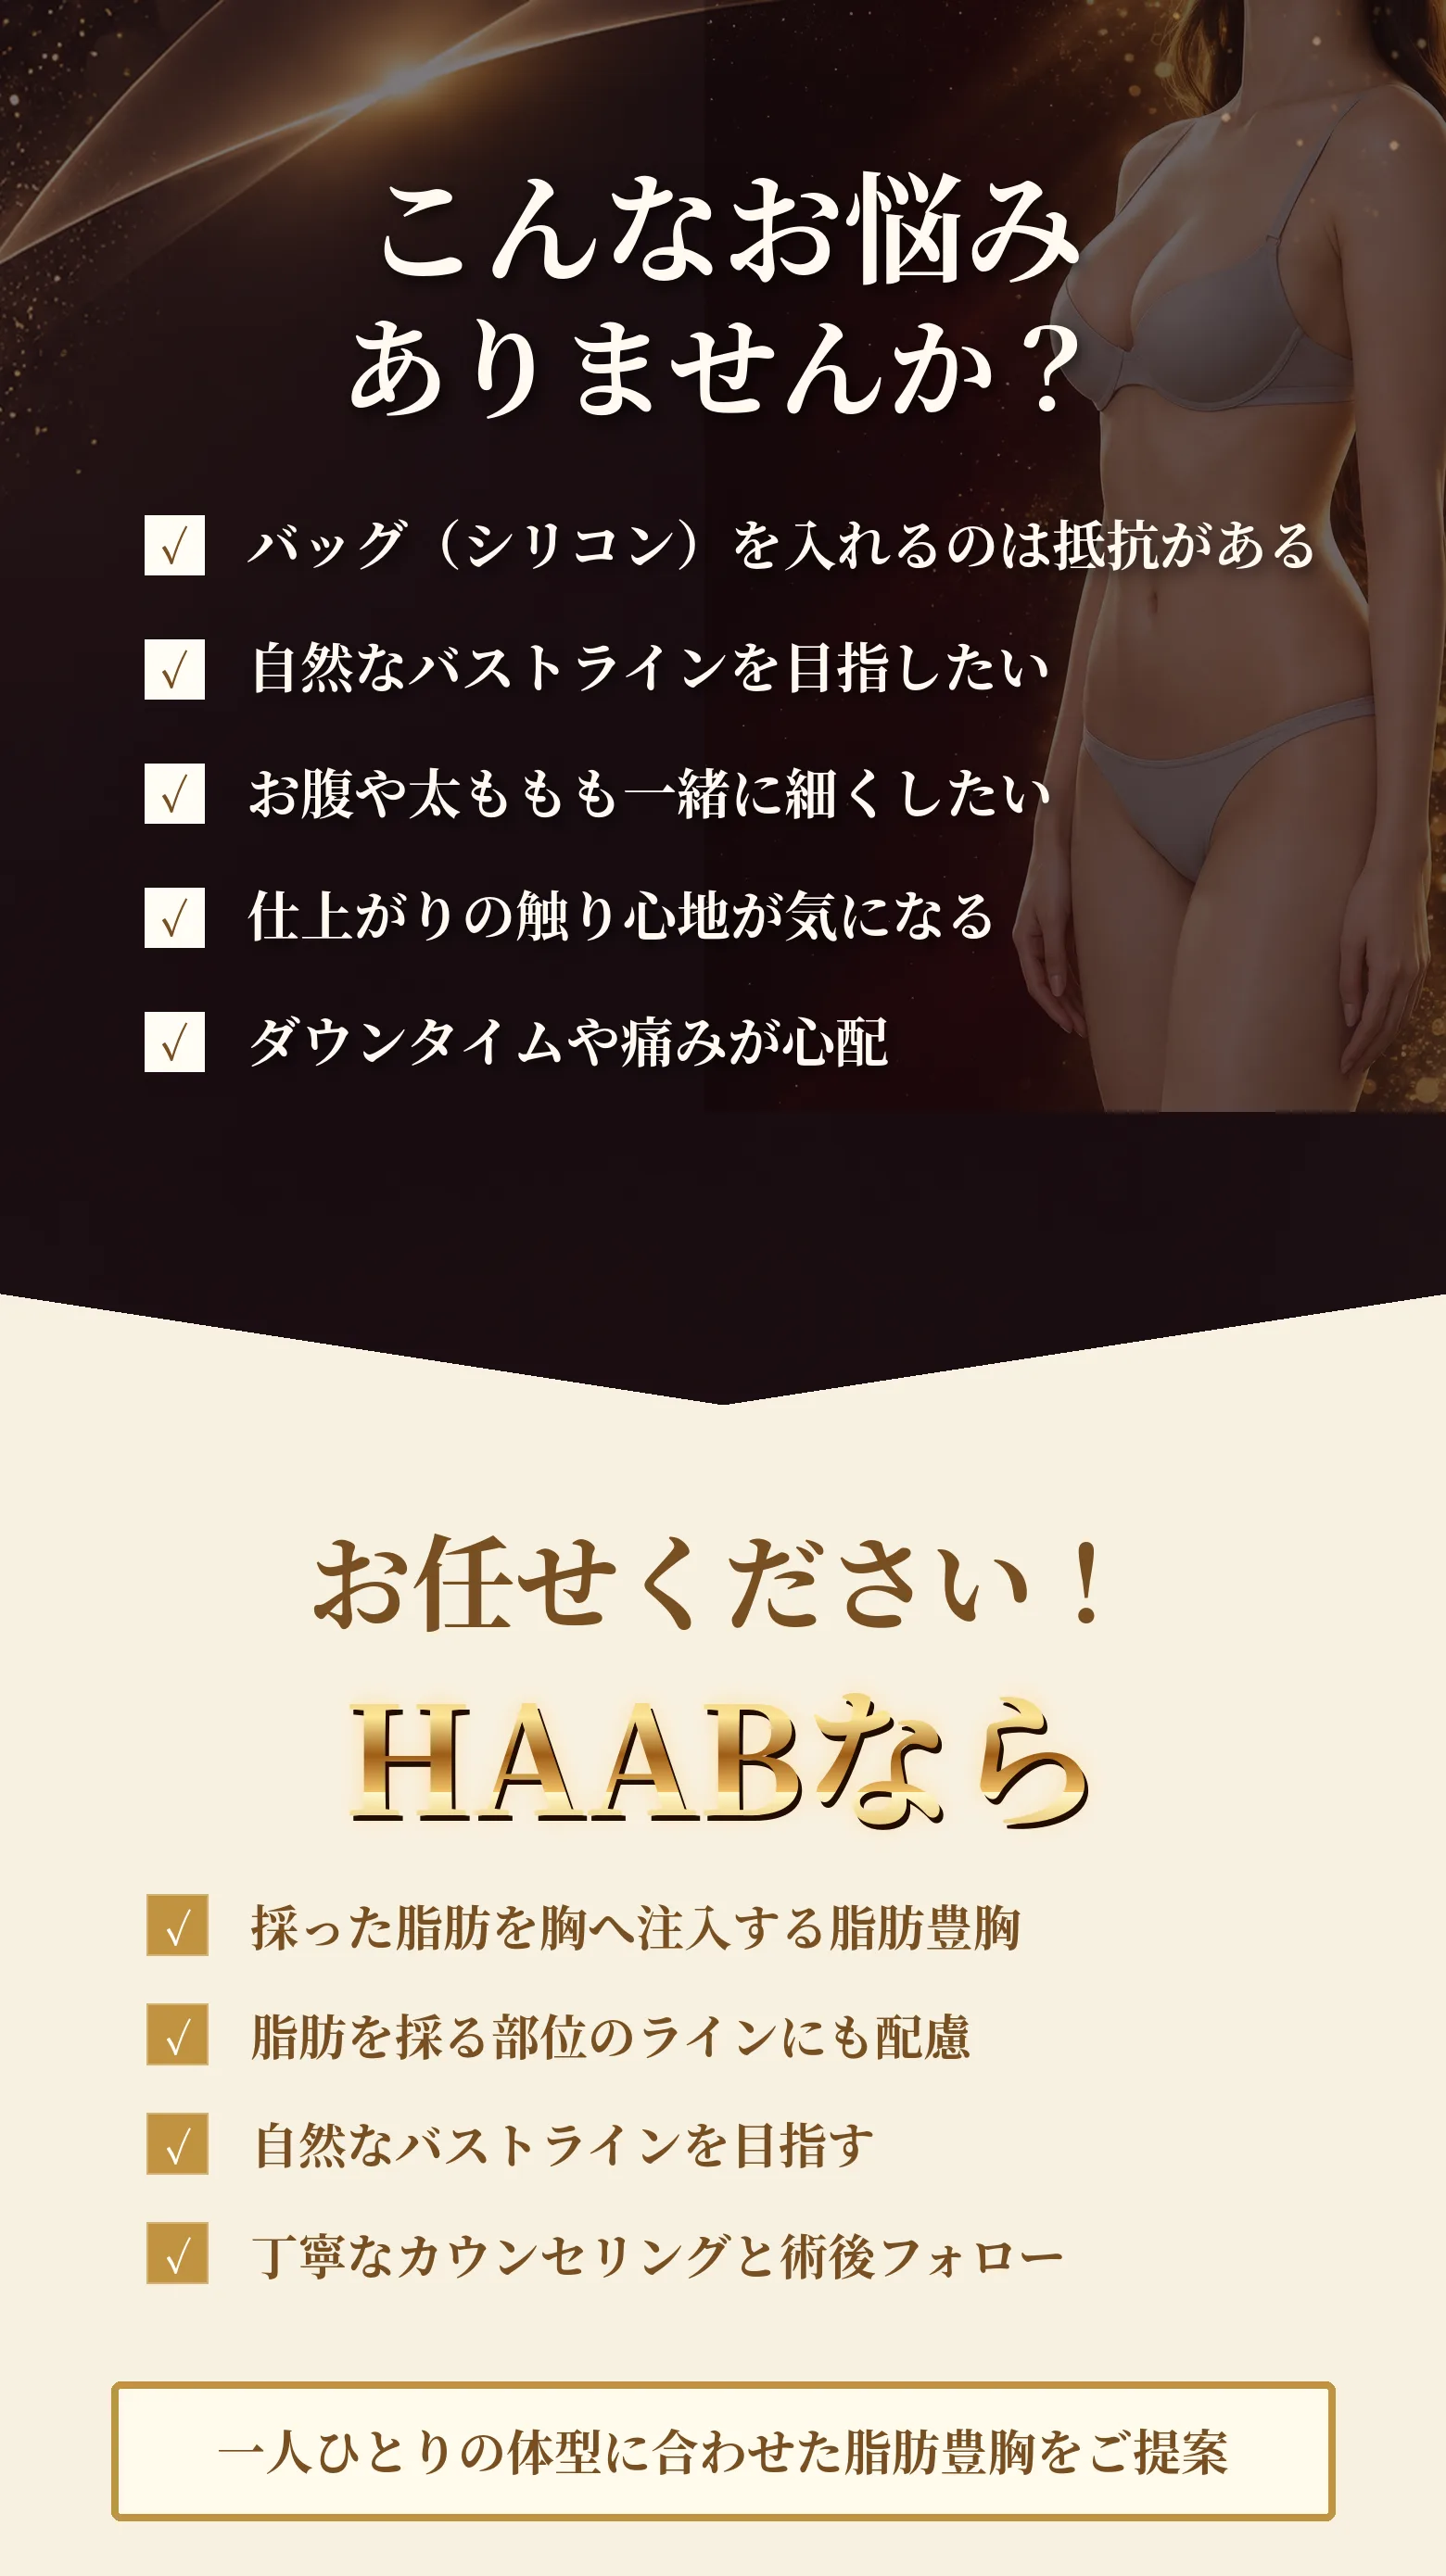 こんなお悩み
ありませんか？
✓ バッグ（シリコン）を入れるのは抵抗がある
✓ 自然なバストラインを目指したい
✓ お腹や太ももも一緒に細くしたい
✓ 仕上がりの触り心地が気になる
✓ ダウンタイムや痛みが心配
お任せください！
HAABなら
✓ 採った脂肪を胸へ注入する脂肪豊胸
✓ 脂肪を採る部位のラインにも配慮
✓ 自然なバストラインを目指す
✓ 丁寧なカウンセリングと術後フォロー
一人ひとりの体型に合わせた脂肪豊胸をご提案